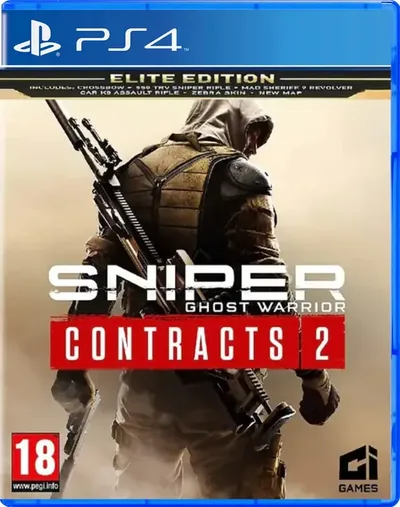 PS4
ELITE EDITION
INCLUDES: CROSSBOW - 550 TRV SNIPER RIFLE - MAD SHERIFF 7 REVOLVER
CAR K9 ASSAULT RIFLE - ZEBRA SKIN - NEW MAP
SNIPER
GHOST WARRIOR
CONTRACTS 2
18
www.pegi.info
CI
GAMES